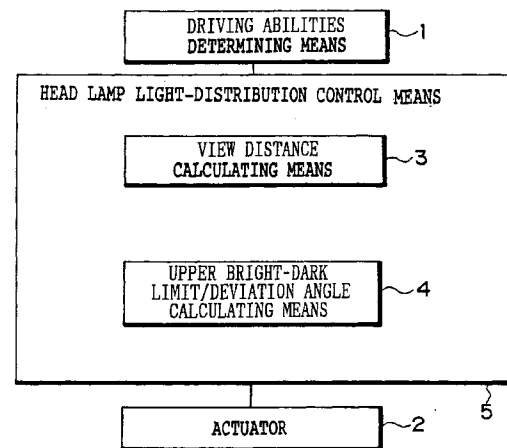 DRIVING ABILITIES
DETERMINING MEANS
1
HEAD LAMP LIGHT-DISTRIBUTION CONTROL MEANS
VIEW DISTANCE
CALCULATING MEANS
3
UPPER BRIGHT-DARK
LIMIT/DEVIATION ANGLE
CALCULATING MEANS
4
5
ACTUATOR
2